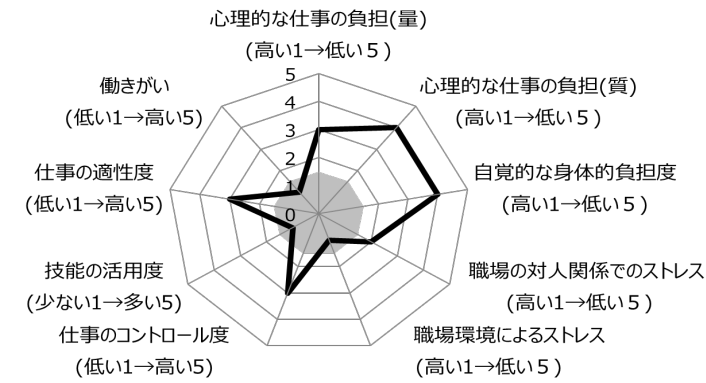 心理的な仕事の負担(量)
(高い1→低い５)
心理的な仕事の負担(質)
(高い1→低い５)
自覚的な身体的負担度
(高い1→低い５)
職場の対人関係でのストレス
(高い1→低い５)
職場環境によるストレス
(高い1→低い５)
仕事のコントロール度
(低い1→高い5)
技能の活用度
(少ない1→多い5)
仕事の適性度
(低い1→高い5)
働きがい
(低い1→高い5)
5
4
3
2
1
0